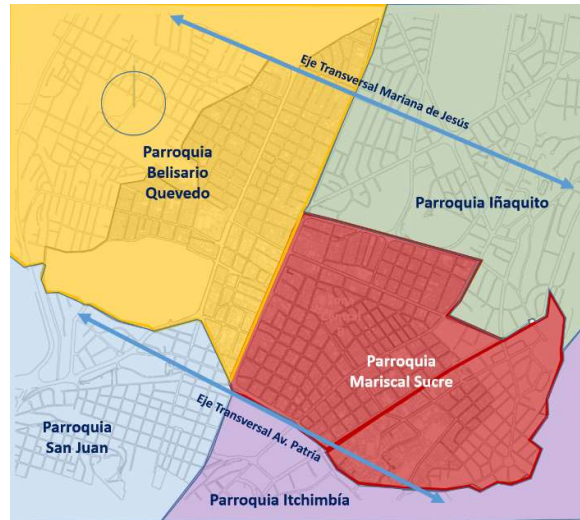 Eje Transversal Mariana de Jesús
Parroquia
Belisario
Quevedo
Parroquia Iñaquito
Parroquia
Mariscal Sucre
Eje Transversal Av. Patria
Parroquia
San Juan
Parroquia Itchimbía